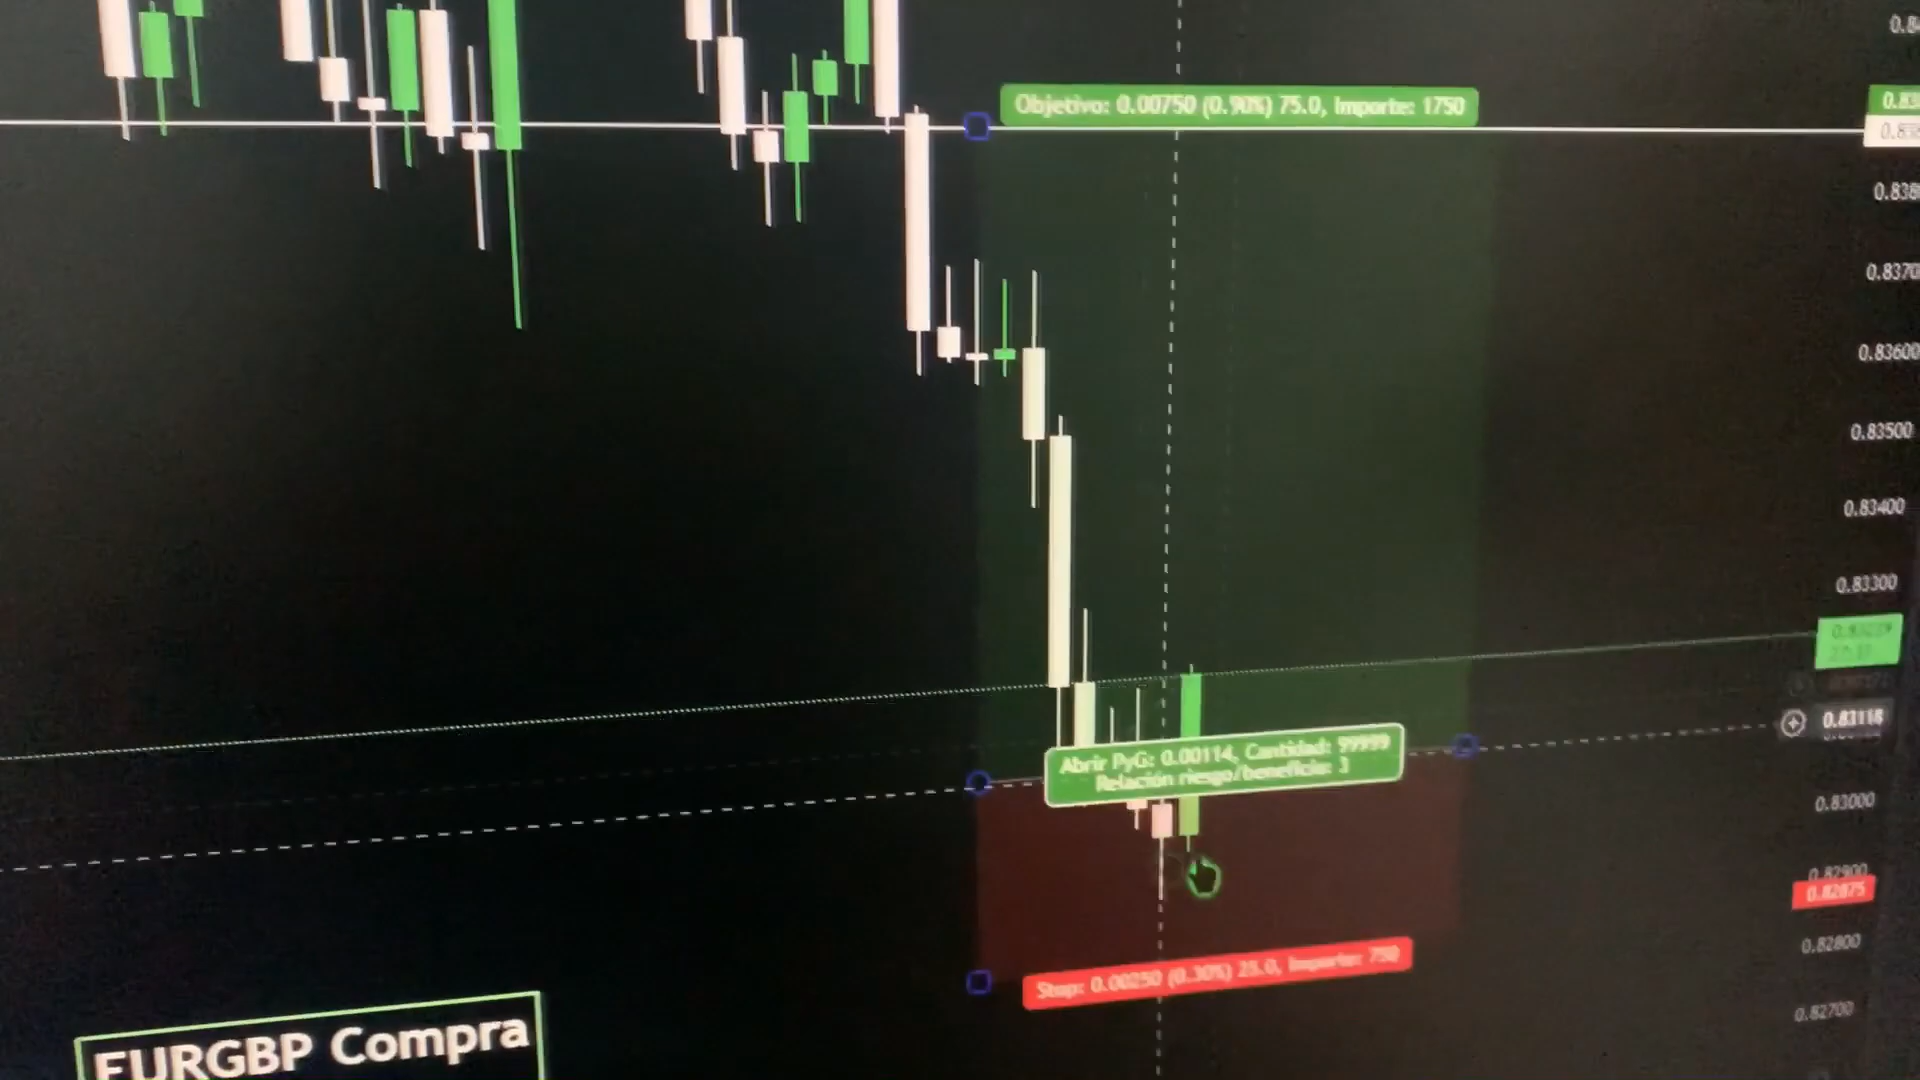 Objetivo: 0.00750 (0.90%) 75.0, Importe: 1750
0.8370
0.83600
0.83500
0.83400
0.83300
Abrir PyG: 0.00114, Cantidad: 99999
Relación riesgo/beneficio: 3
0.83118
0.83000
0.82900
0.82875
0.82800
Stop: 0.00250 (0.30%) 25.0, Importe: 750
0.82700
EURGBP Compra